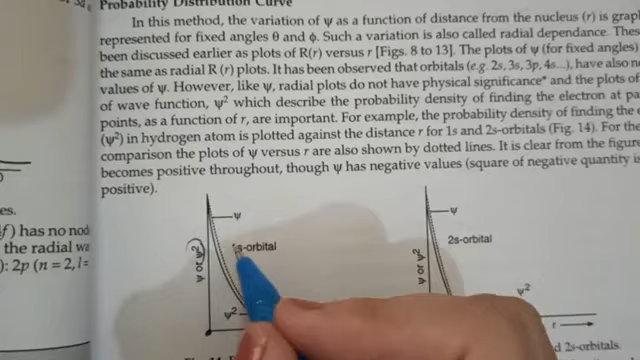 Probability Distribution Curve
In this method, the variation of ψ as a function of distance from the nucleus (r) is
represented for fixed angles θ and ϕ. Such a variation is also called radial dependance.
been discussed earlier as plots of R(r) versus r [Figs. 8 to 13]. The plots of ψ (for fixed angles)
the same as radial R (r) plots. It has been observed that orbitals (e.g. 2s, 3s, 3p, 4s...), have also
values of ψ. However, like ψ, radial plots do not have physical significance* and the plots of
of wave function, ψ² which describe the probability density of finding the electron at
points, as a function of r, are important. For example, the probability density of finding the
(ψ²) in hydrogen atom is plotted against the distance r for 1s and 2s-orbitals (Fig. 14). For the
comparison the plots of ψ versus r are also shown by dotted lines. It is clear from the figure
becomes positive throughout, though ψ has negative values (square of negative quantity is
positive).
es.
f) has no
the radial
): 2p (n = 2, l =
ψ
1s-orbital
ψ or ψ²
ψ²
ψ
2s-orbital
ψ or ψ²
ψ²
r
2s-orbitals.